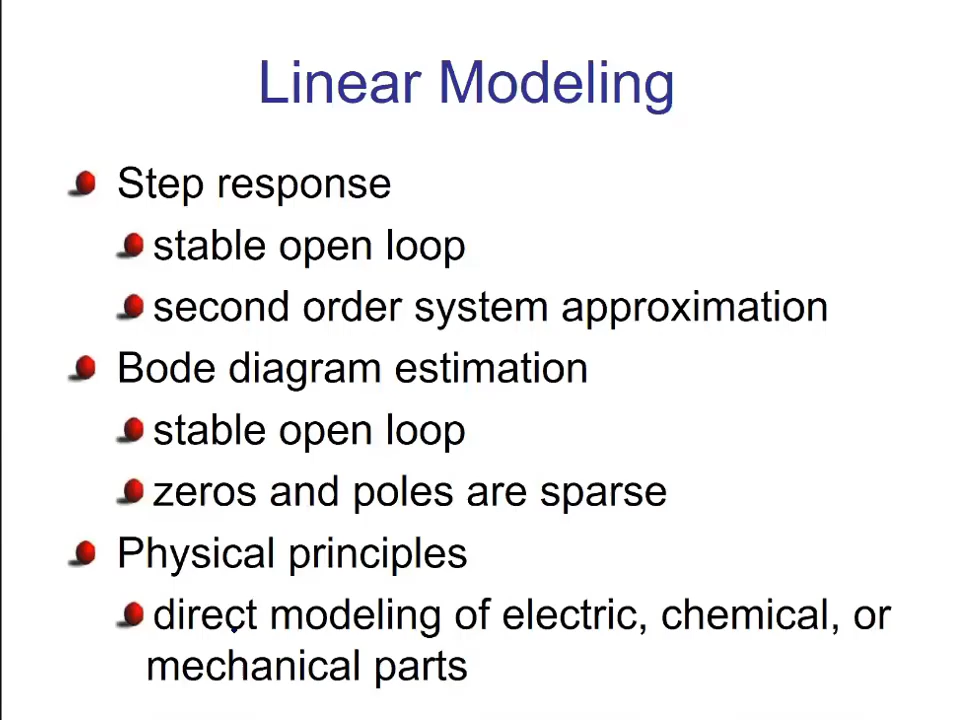 Linear Modeling
Step response
stable open loop
second order system approximation
Bode diagram estimation
stable open loop
zeros and poles are sparse
Physical principles
direct modeling of electric, chemical, or
mechanical parts